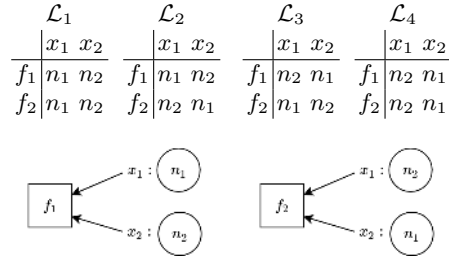 ℒ₁ ℒ₂ ℒ₃ ℒ₄
x₁ x₂ x₁ x₂ x₁ x₂ x₁ x₂
f₁ n₁ n₂ f₁ n₁ n₂ f₁ n₂ n₁ f₁ n₂ n₁
f₂ n₁ n₂ f₂ n₂ n₁ f₂ n₁ n₂ f₂ n₂ n₁
x₁ : n₁ x₁ : n₂
f₁ f₂
x₂ : n₂ x₂ : n₁